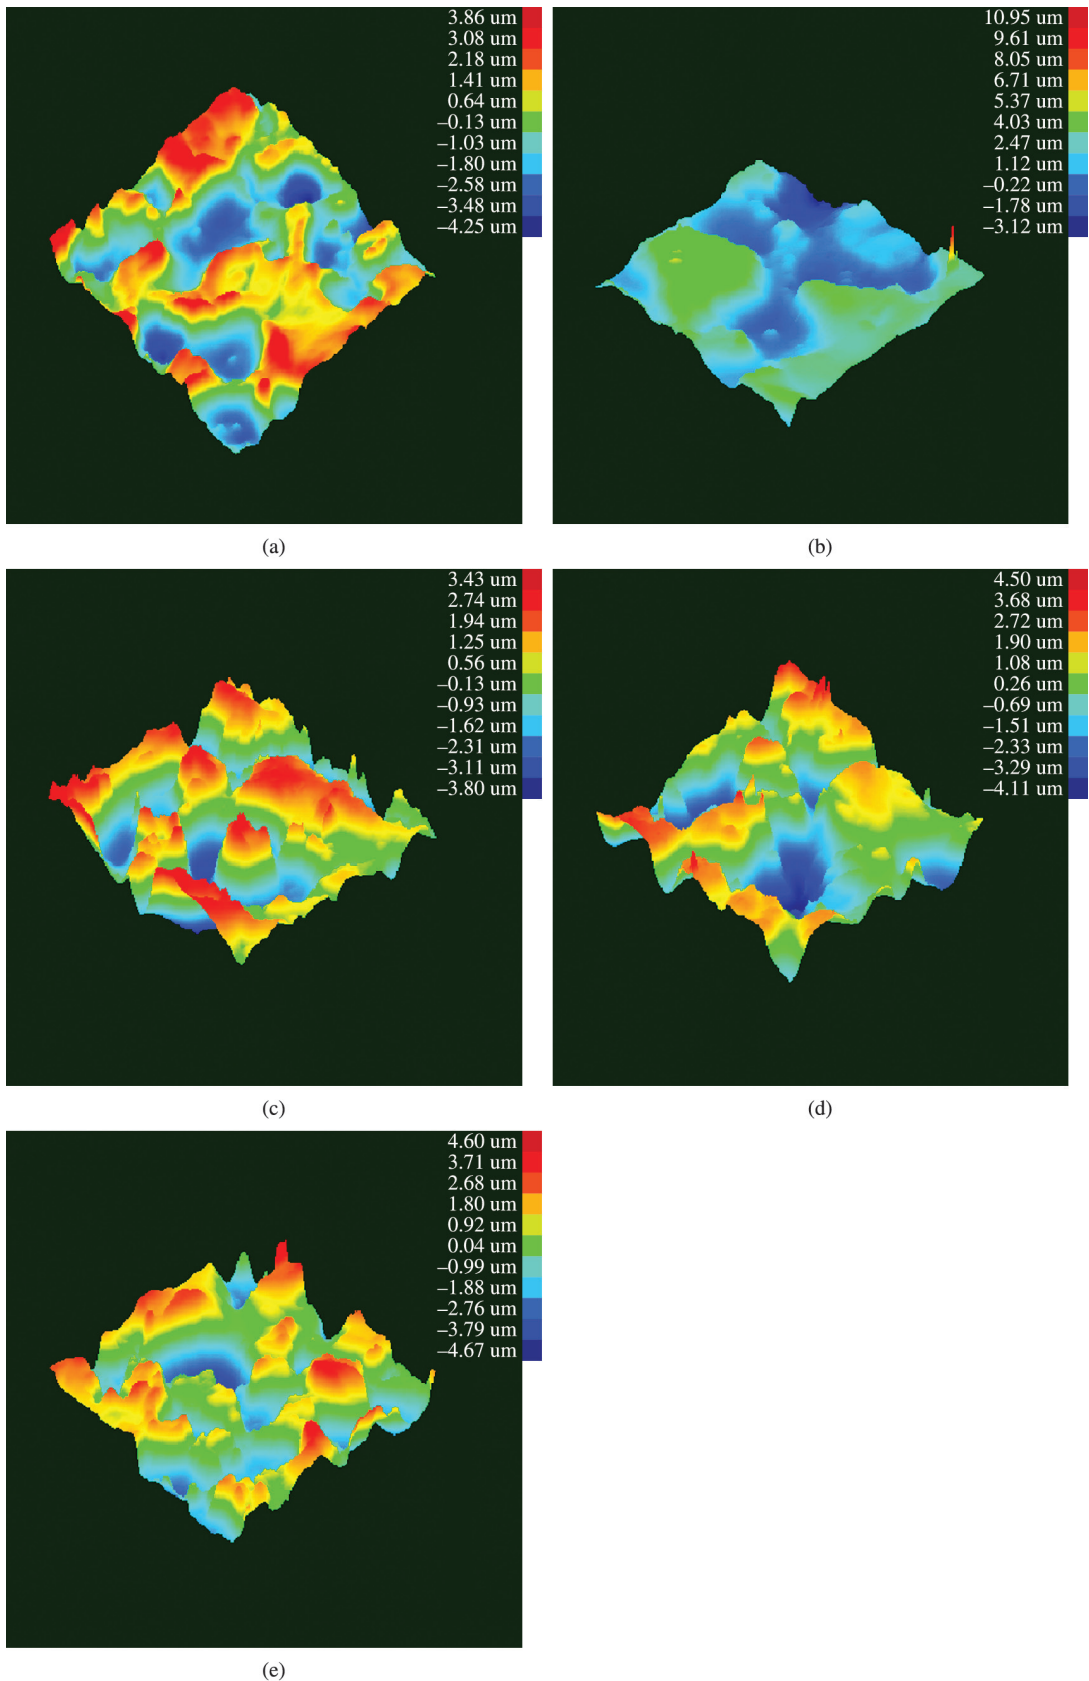 3.86 um
3.08 um
2.18 um
1.41 um
0.64 um
–0.13 um
–1.03 um
–1.80 um
–2.58 um
–3.48 um
–4.25 um
(a)
10.95 um
9.61 um
8.05 um
6.71 um
5.37 um
4.03 um
2.47 um
1.12 um
–0.22 um
–1.78 um
–3.12 um
(b)
3.43 um
2.74 um
1.94 um
1.25 um
0.56 um
–0.13 um
–0.93 um
–1.62 um
–2.31 um
–3.11 um
–3.80 um
(c)
4.50 um
3.68 um
2.72 um
1.90 um
1.08 um
0.26 um
–0.69 um
–1.51 um
–2.33 um
–3.29 um
–4.11 um
(d)
4.60 um
3.71 um
2.68 um
1.80 um
0.92 um
0.04 um
–0.99 um
–1.88 um
–2.76 um
–3.79 um
–4.67 um
(e)